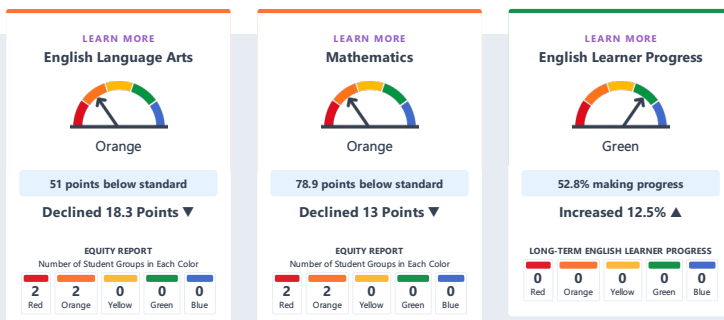 LEARN MORE
English Language Arts
Orange
51 points below standard
Declined 18.3 Points ▼
EQUITY REPORT
Number of Student Groups in Each Color
2 2 0 0 0
Red Orange Yellow Green Blue
LEARN MORE
Mathematics
Orange
78.9 points below standard
Declined 13 Points ▼
EQUITY REPORT
Number of Student Groups in Each Color
2 2 0 0 0
Red Orange Yellow Green Blue
LEARN MORE
English Learner Progress
Green
52.8% making progress
Increased 12.5% ▲
LONG-TERM ENGLISH LEARNER PROGRESS
0 0 0 0 0
Red Orange Yellow Green Blue